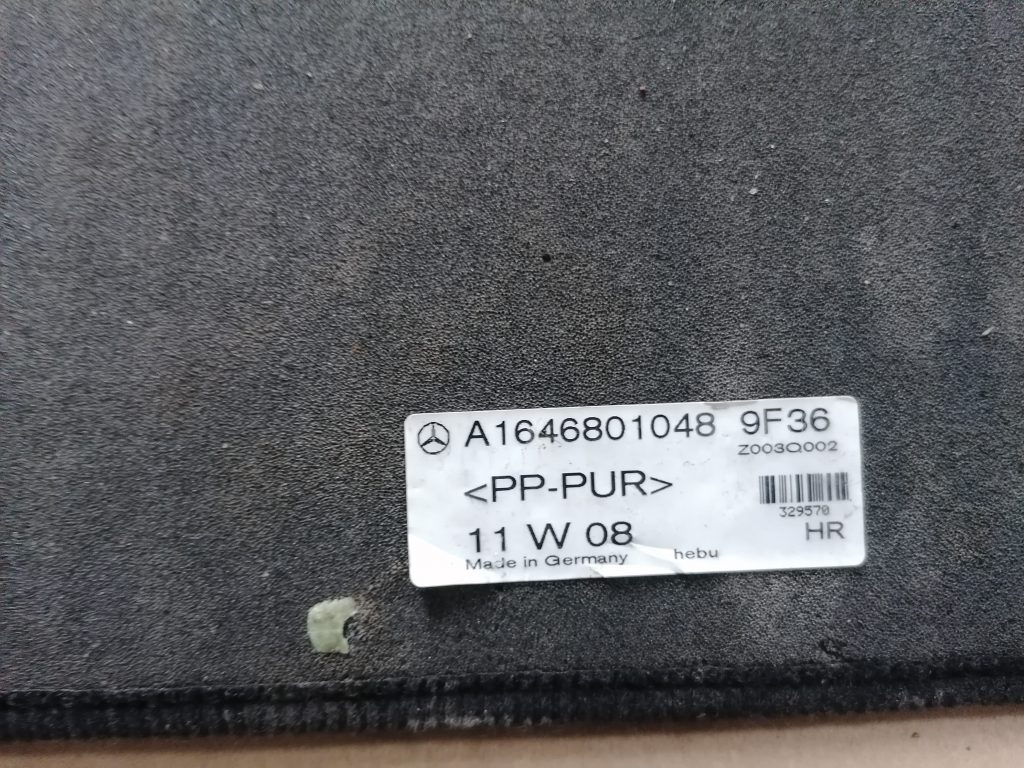 A1646801048 9F36
Z003Q002
<PP-PUR>
329570
11 W 08
HR
Made in Germany hebu